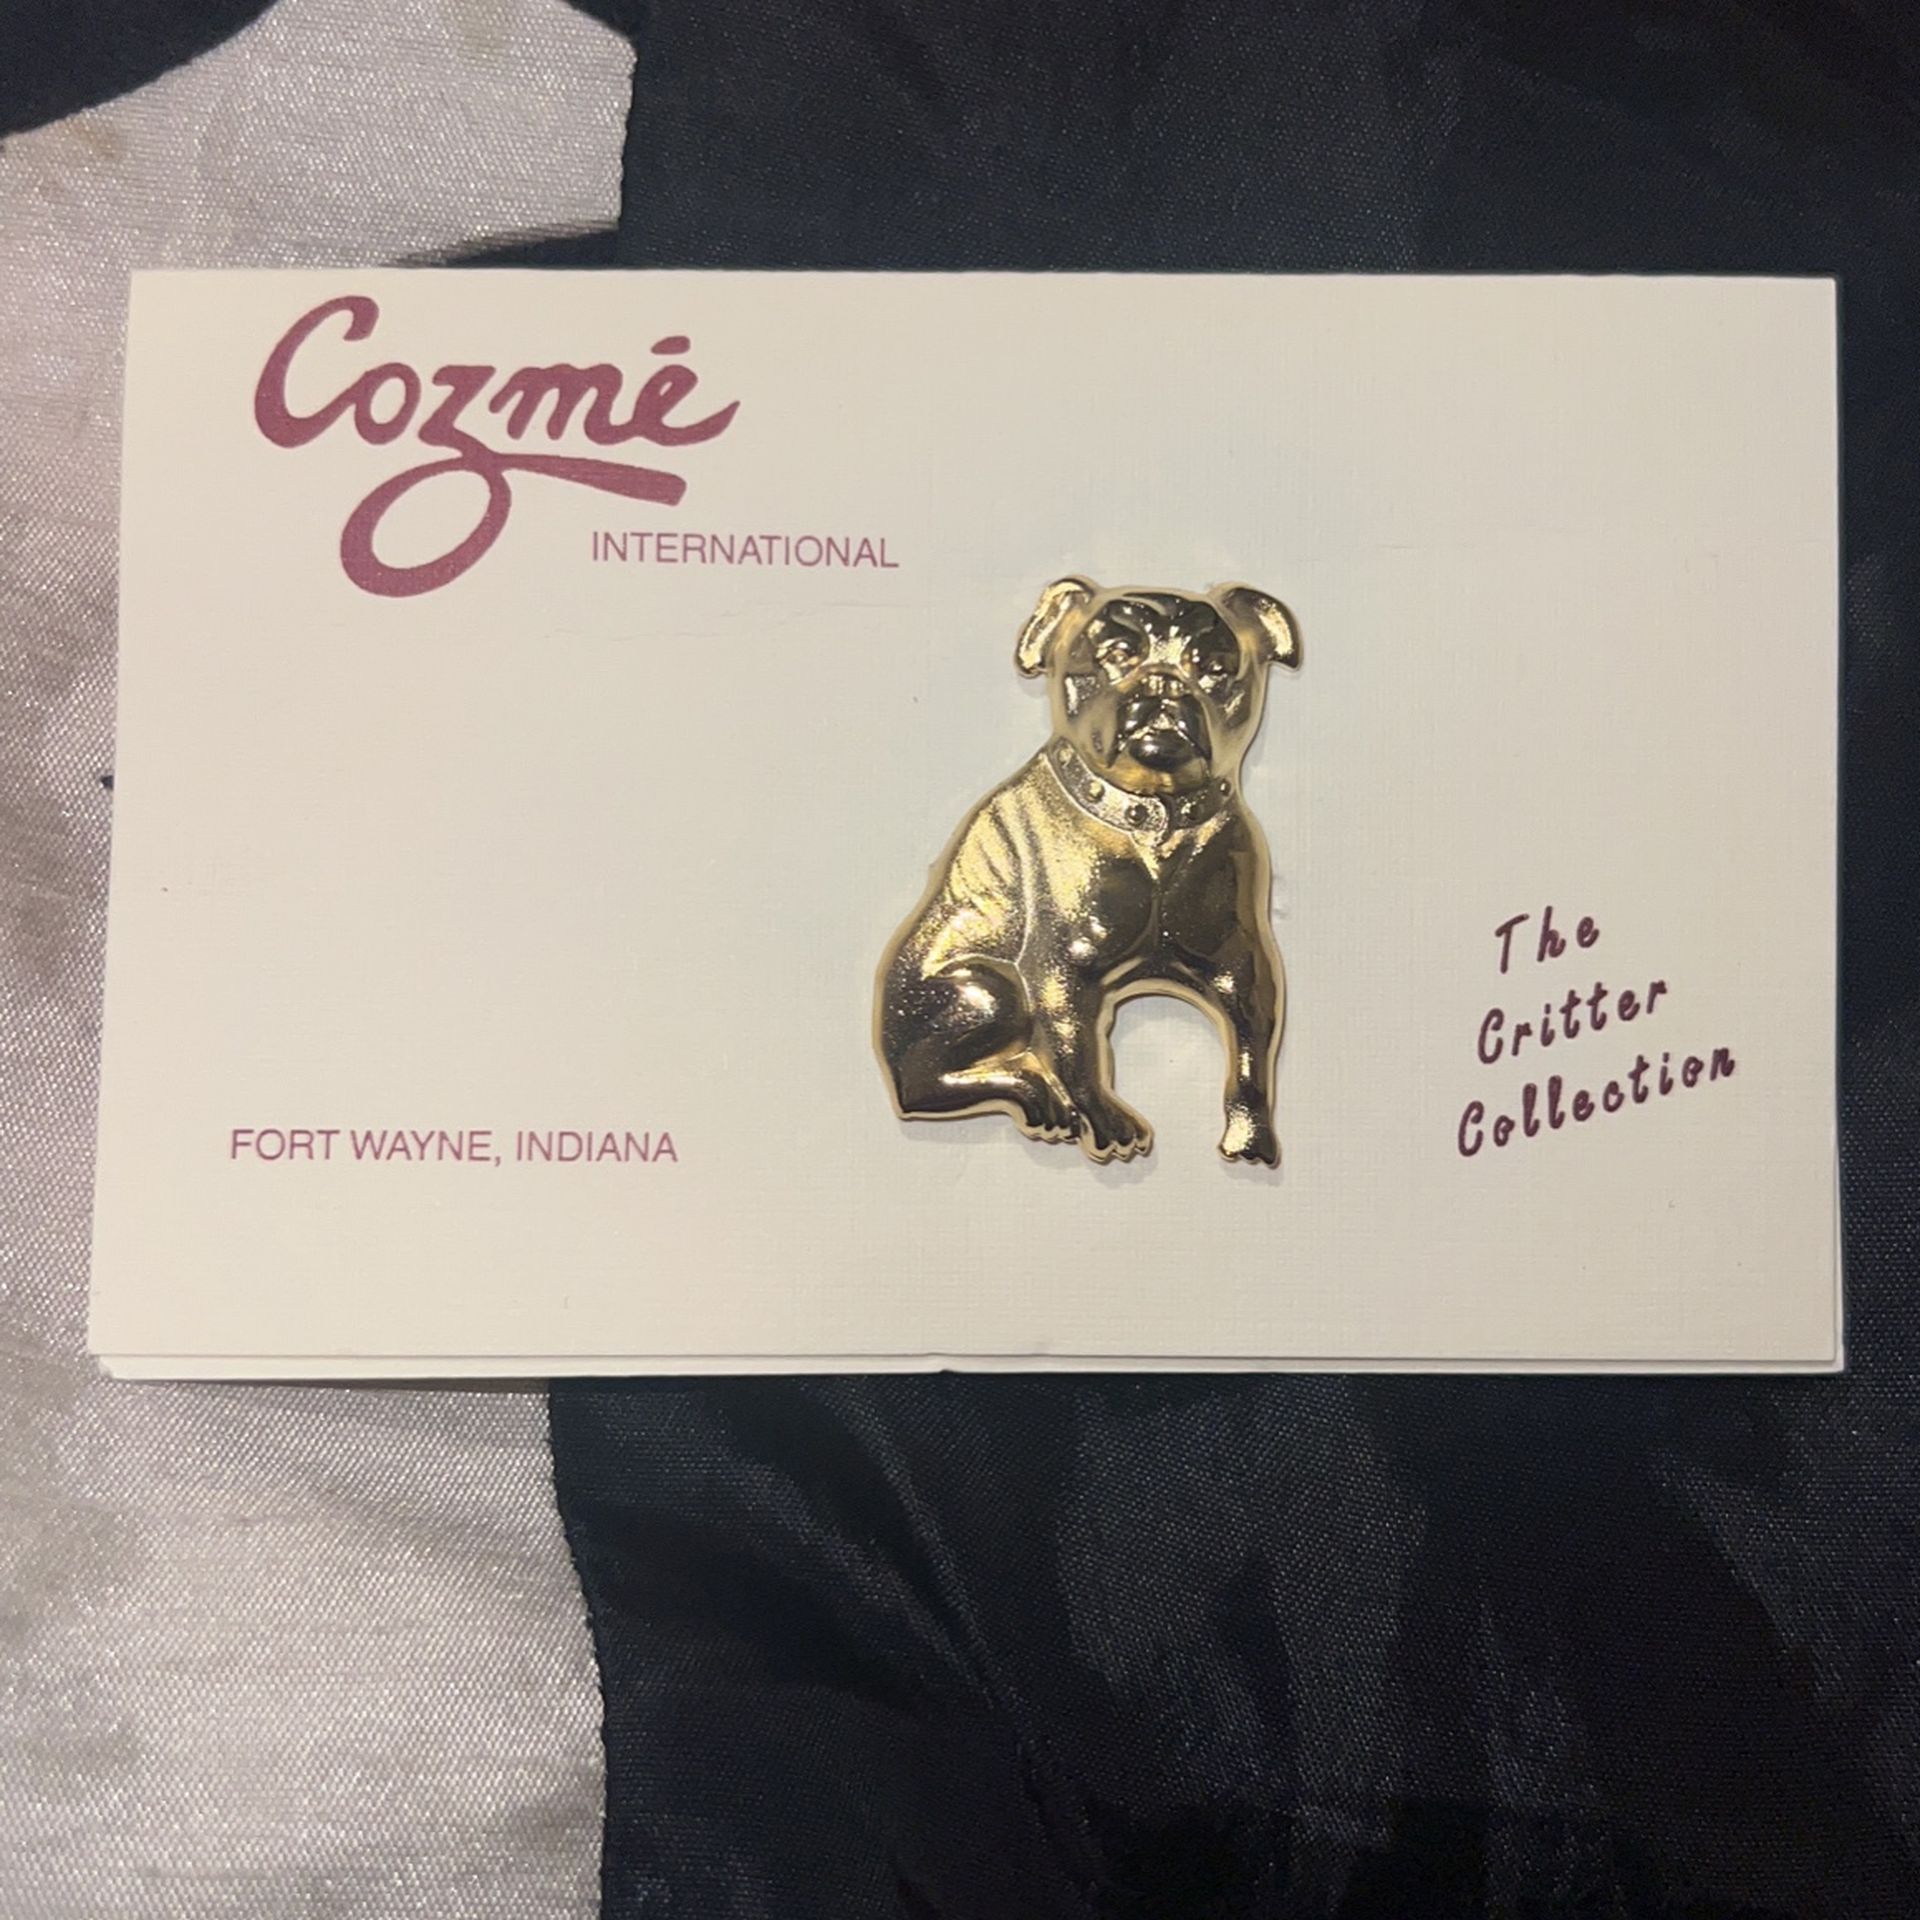 Cozmé
INTERNATIONAL
The
Critter
Collection
FORT WAYNE, INDIANA